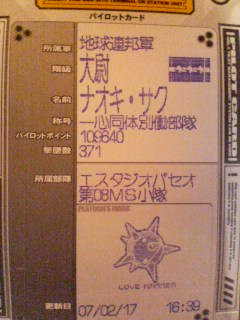 パイロットカード
所属軍 地球連邦軍
階級 大尉
名前 ナオキ・サク
称号 一心同体別働部隊
パイロットポイント 109640
撃墜数 371
所属部隊 エスタジオパセオ
第08MS小隊
PLATOON'S MARK
更新日 07/02/17 16:39
PILOT CARD